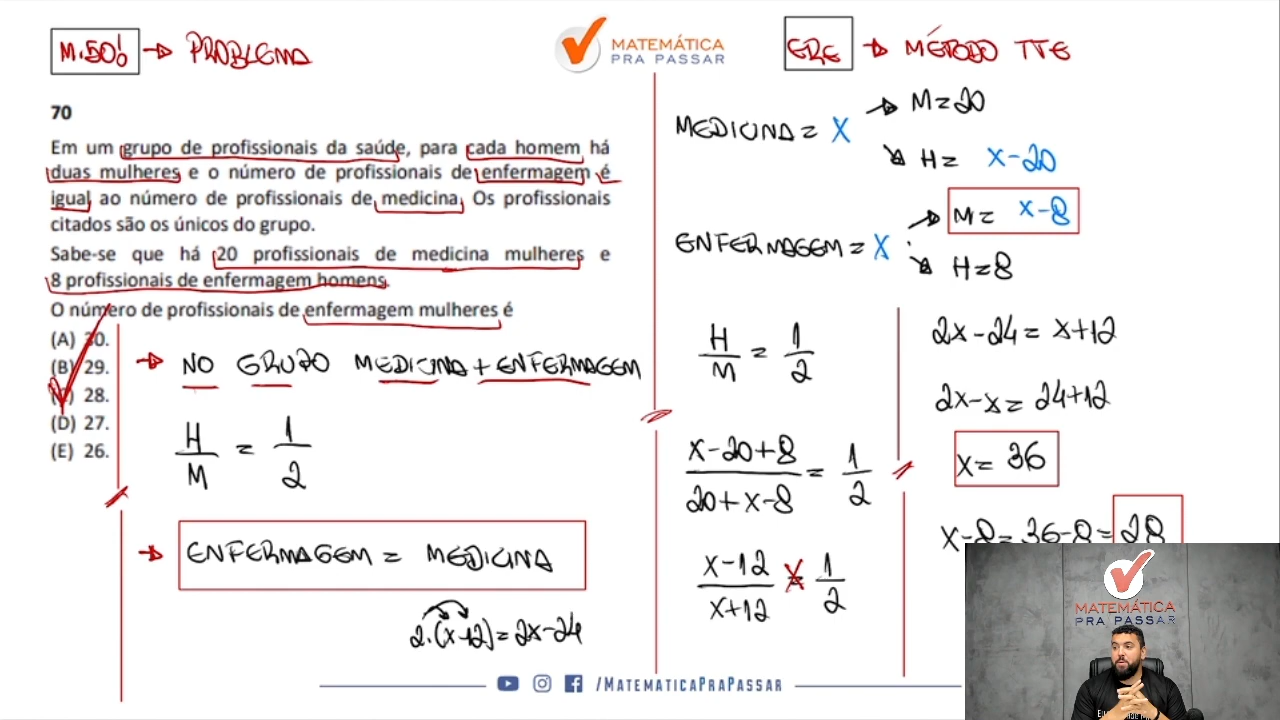 M.50% → PROBLEMA
MATEMÁTICA
PRA PASSAR
70
Em um grupo de profissionais da saúde, para cada homem há
duas mulheres e o número de profissionais de enfermagem é
igual ao número de profissionais de medicina. Os profissionais
citados são os únicos do grupo.
Sabe-se que há 20 profissionais de medicina mulheres e
8 profissionais de enfermagem homens.
O número de profissionais de enfermagem mulheres é
(A) 30.
(B) 29.
28.
(D) 27.
(E) 26.
→ NO GRUPO MEDICINA + ENFERMAGEM
H/M = 1/2
→ ENFERMAGEM = MEDICINA
2.(x-12)=2x-24
→ MÉTODO
MEDICINA = X
M=20
H= x-20
ENFERMAGEM = X
M= x-8
H=8
H/M = 1/2
x-20+8
20+x-8
= 1/2
x-12
x+12
= 1/2
2x-24= x+12
2x-x= 24+12
x= 36
x-8= 36-8= 28
/MATEMATICAPRAPASSAR
MATEMÁTICA
PRA PASSAR